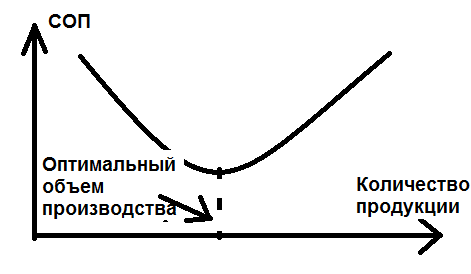 СОП
Оптимальный
объем
производства
Количество
продукции